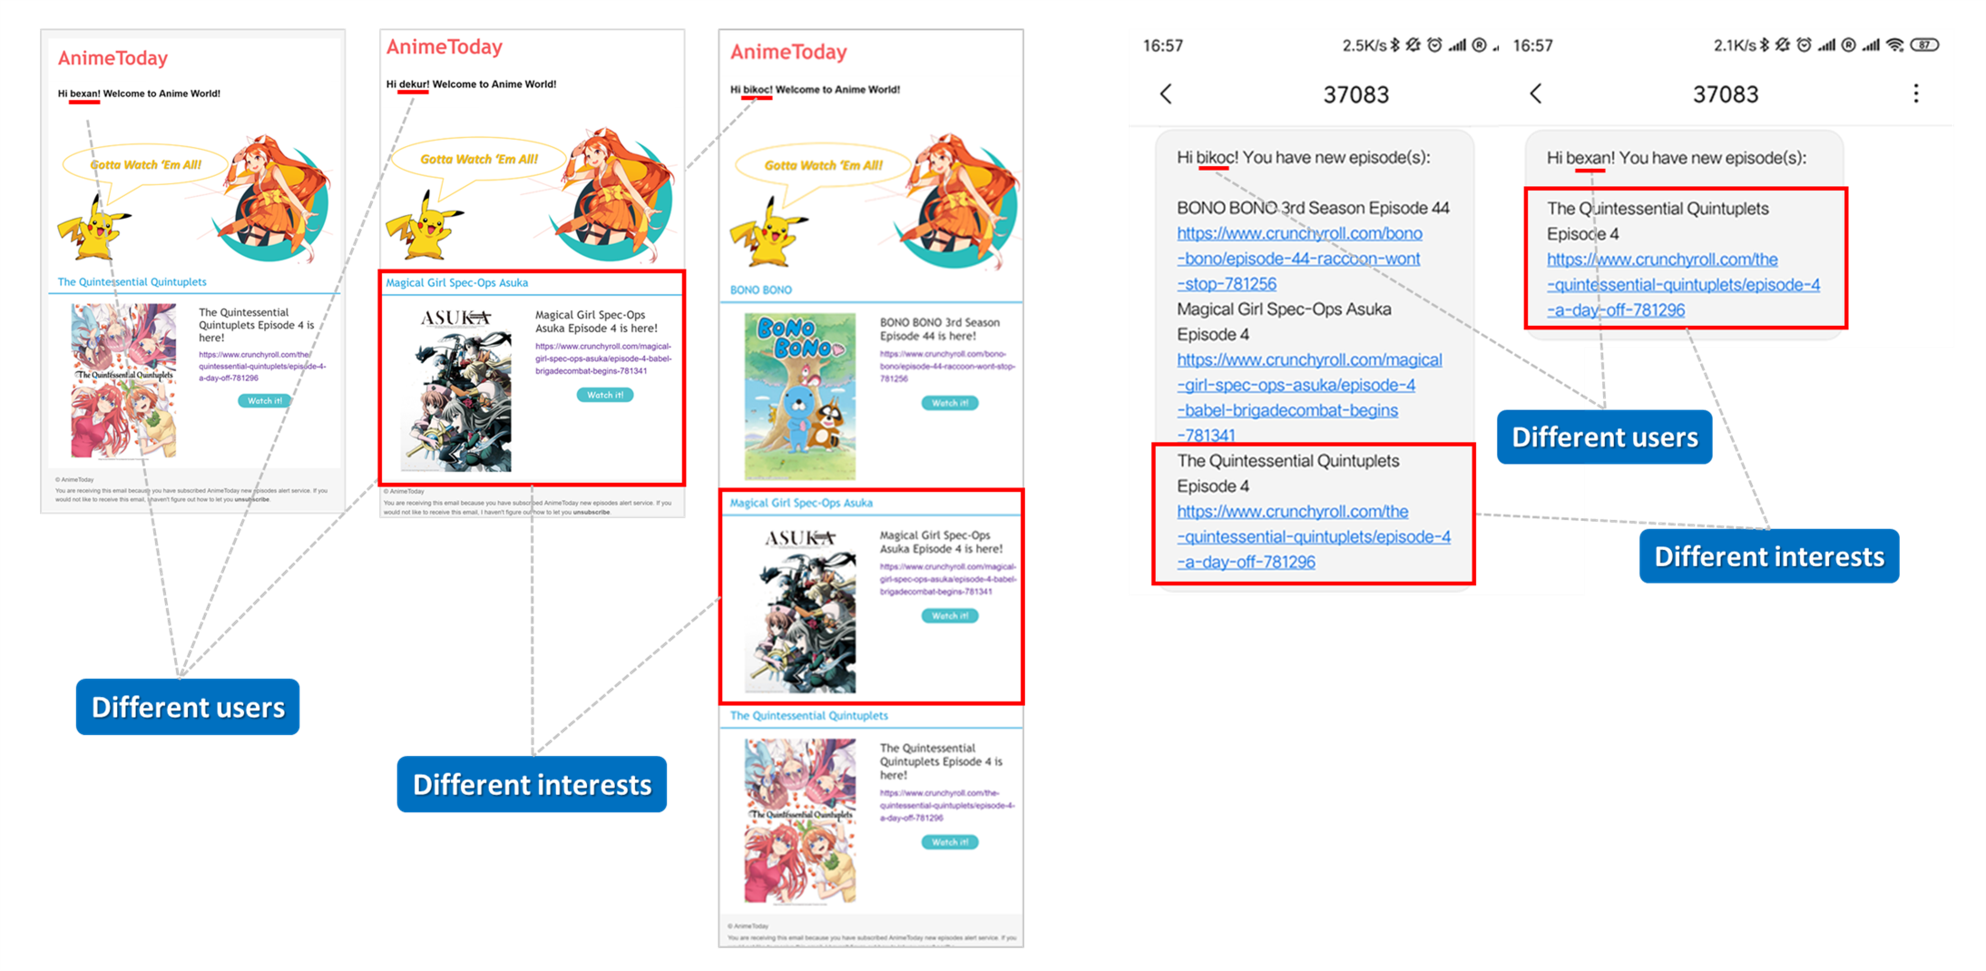 AnimeToday
Hi bexan! Welcome to Anime World!
Gotta Watch 'Em All!
The Quintessential Quintuplets
The Quintessential Quintuplets
The Quintessential
Quintuplets Episode 4 is
here!
https://www.crunchyroll.com/the
quintessential-quintuplets/episode-4-
a-day-off-781296
Watch it!
© AnimeToday
You are receiving this email because you have subscribed AnimeToday new episodes alert service. If you
would not like to receive this email, I haven't figure out how to let you unsubscribe.
AnimeToday
Hi dekur! Welcome to Anime World!
Gotta Watch 'Em All!
Magical Girl Spec-Ops Asuka
ASUKA
Magical Girl Spec-Ops
Asuka Episode 4 is here!
https://www.crunchyroll.com/magical-
girl-spec-ops-asuka/episode-4-babel-
brigadecombat-begins-781341
Watch it!
© AnimeToday
You are receiving this email because you have subscribed AnimeToday new episodes alert service. If you
would not like to receive this email, I haven't figure out how to let you unsubscribe.
AnimeToday
Hi bikoc! Welcome to Anime World!
Gotta Watch 'Em All!
BONO BONO
BONO
BONO
BONO BONO 3rd Season
Episode 44 is here!
https://www.crunchyroll.com/bono-
bono/episode-44-raccoon-wont-stop-
781256
Watch it!
Magical Girl Spec-Ops Asuka
ASUKA
Magical Girl Spec-Ops
Asuka Episode 4 is here!
https://www.crunchyroll.com/magical-
girl-spec-ops-asuka/episode-4-babel-
brigadecombat-begins-781341
Watch it!
The Quintessential Quintuplets
The Quintessential Quintuplets
The Quintessential
Quintuplets Episode 4 is
here!
https://www.crunchyroll.com/the-
quintessential-quintuplets/episode-4-
a-day-off-781296
Watch it!
© AnimeToday
You are receiving this email because you have subscribed AnimeToday new episodes alert service. If you
Different users
Different interests
16:57 2.5K/s
37083
Hi bikoc! You have new episode(s):
BONO BONO 3rd Season Episode 44
https://www.crunchyroll.com/bono
-bono/episode-44-raccoon-wont
-stop-781256
Magical Girl Spec-Ops Asuka
Episode 4
https://www.crunchyroll.com/magical
-girl-spec-ops-asuka/episode-4
-babel-brigadecombat-begins
-781341
The Quintessential Quintuplets
Episode 4
https://www.crunchyroll.com/the
-quintessential-quintuplets/episode-4
-a-day-off-781296
16:57 2.1K/s 87
37083
Hi bexan! You have new episode(s):
The Quintessential Quintuplets
Episode 4
https://www.crunchyroll.com/the
-quintessential-quintuplets/episode-4
-a-day-off-781296
Different users
Different interests